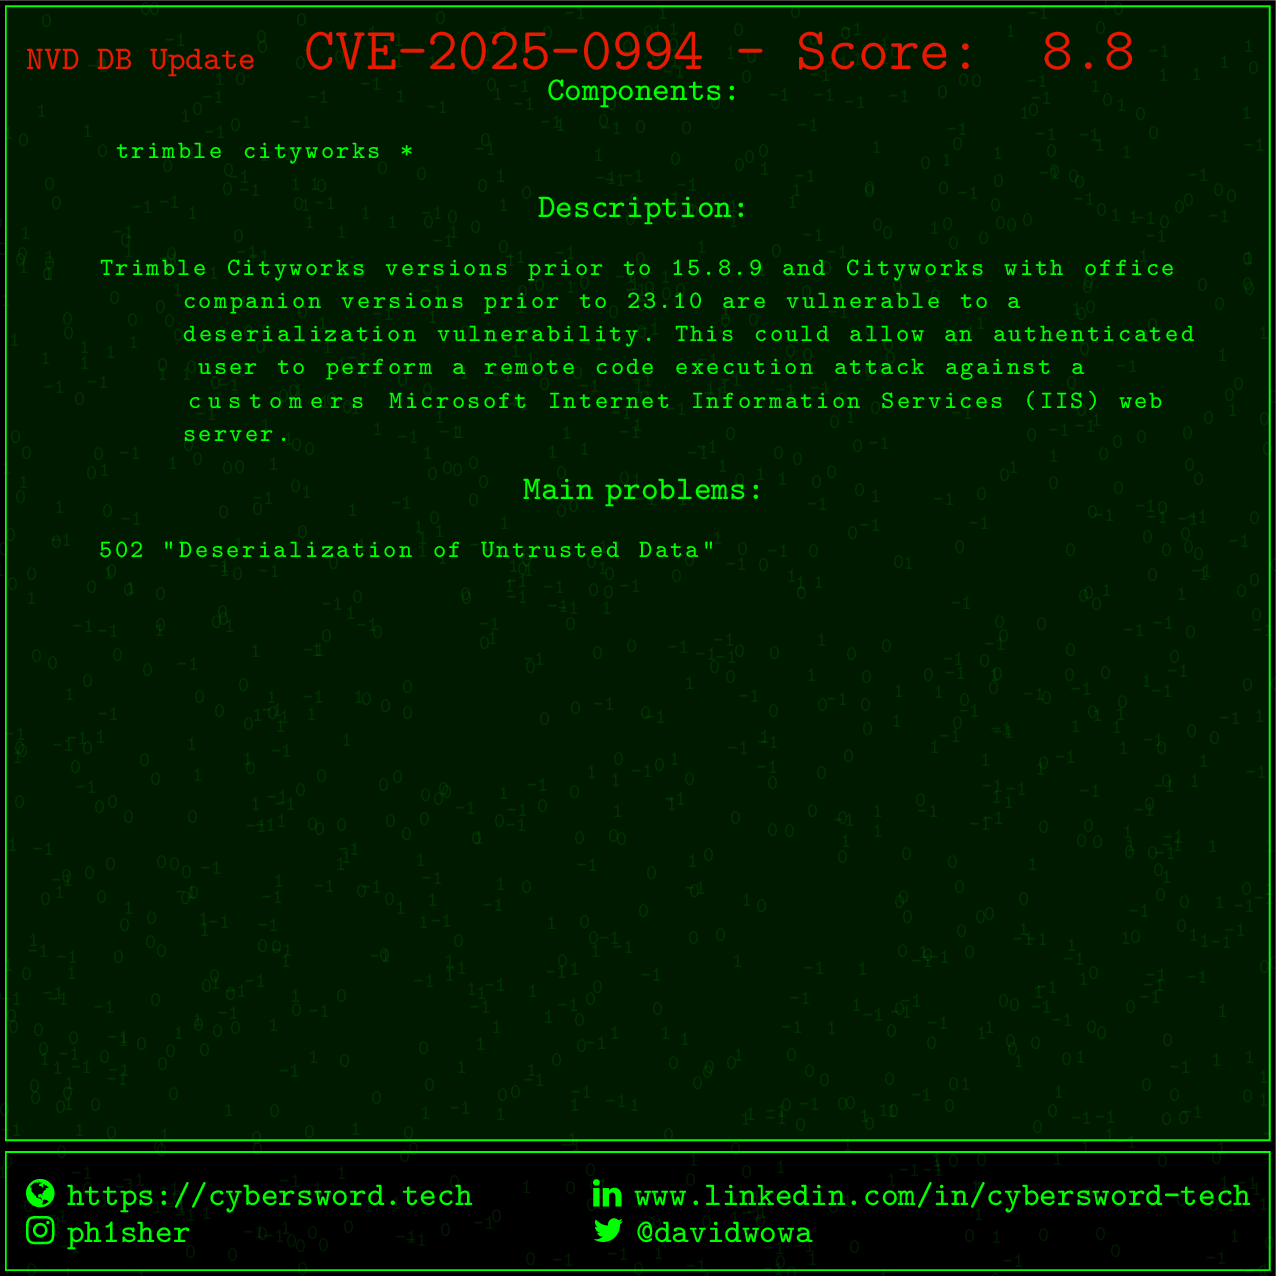 NVD DB Update CVE-2025-0994 - Score: 8.8
Components:
trimble cityworks *
Description:
Trimble Cityworks versions prior to 15.8.9 and Cityworks with office
companion versions prior to 23.10 are vulnerable to a
deserialization vulnerability. This could allow an authenticated
user to perform a remote code execution attack against a
customers Microsoft Internet Information Services (IIS) web
server.
Main problems:
502 "Deserialization of Untrusted Data"
https://cybersword.tech www.linkedin.com/in/cybersword-tech
ph1sher @davidwowa